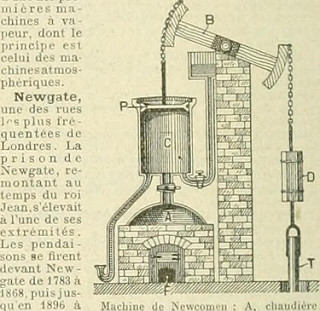 mières ma-
chines à va-
peur, dont le
principe est
celui des ma-
chines atmos-
phériques.
Newgate,
une des rues
les plus fré-
quentées de
Londres. La
prison de
Newgate, re-
montant au
temps du roi
Jean, s'élevait
à l'une de ses
extrémités.
Les pendai-
sons se firent
devant New-
gate de 1783 à
1868, puis jus-
qu'en 1896 à
B
P
C
D
A
T
F
Machine de Newcomen : A, chaudière